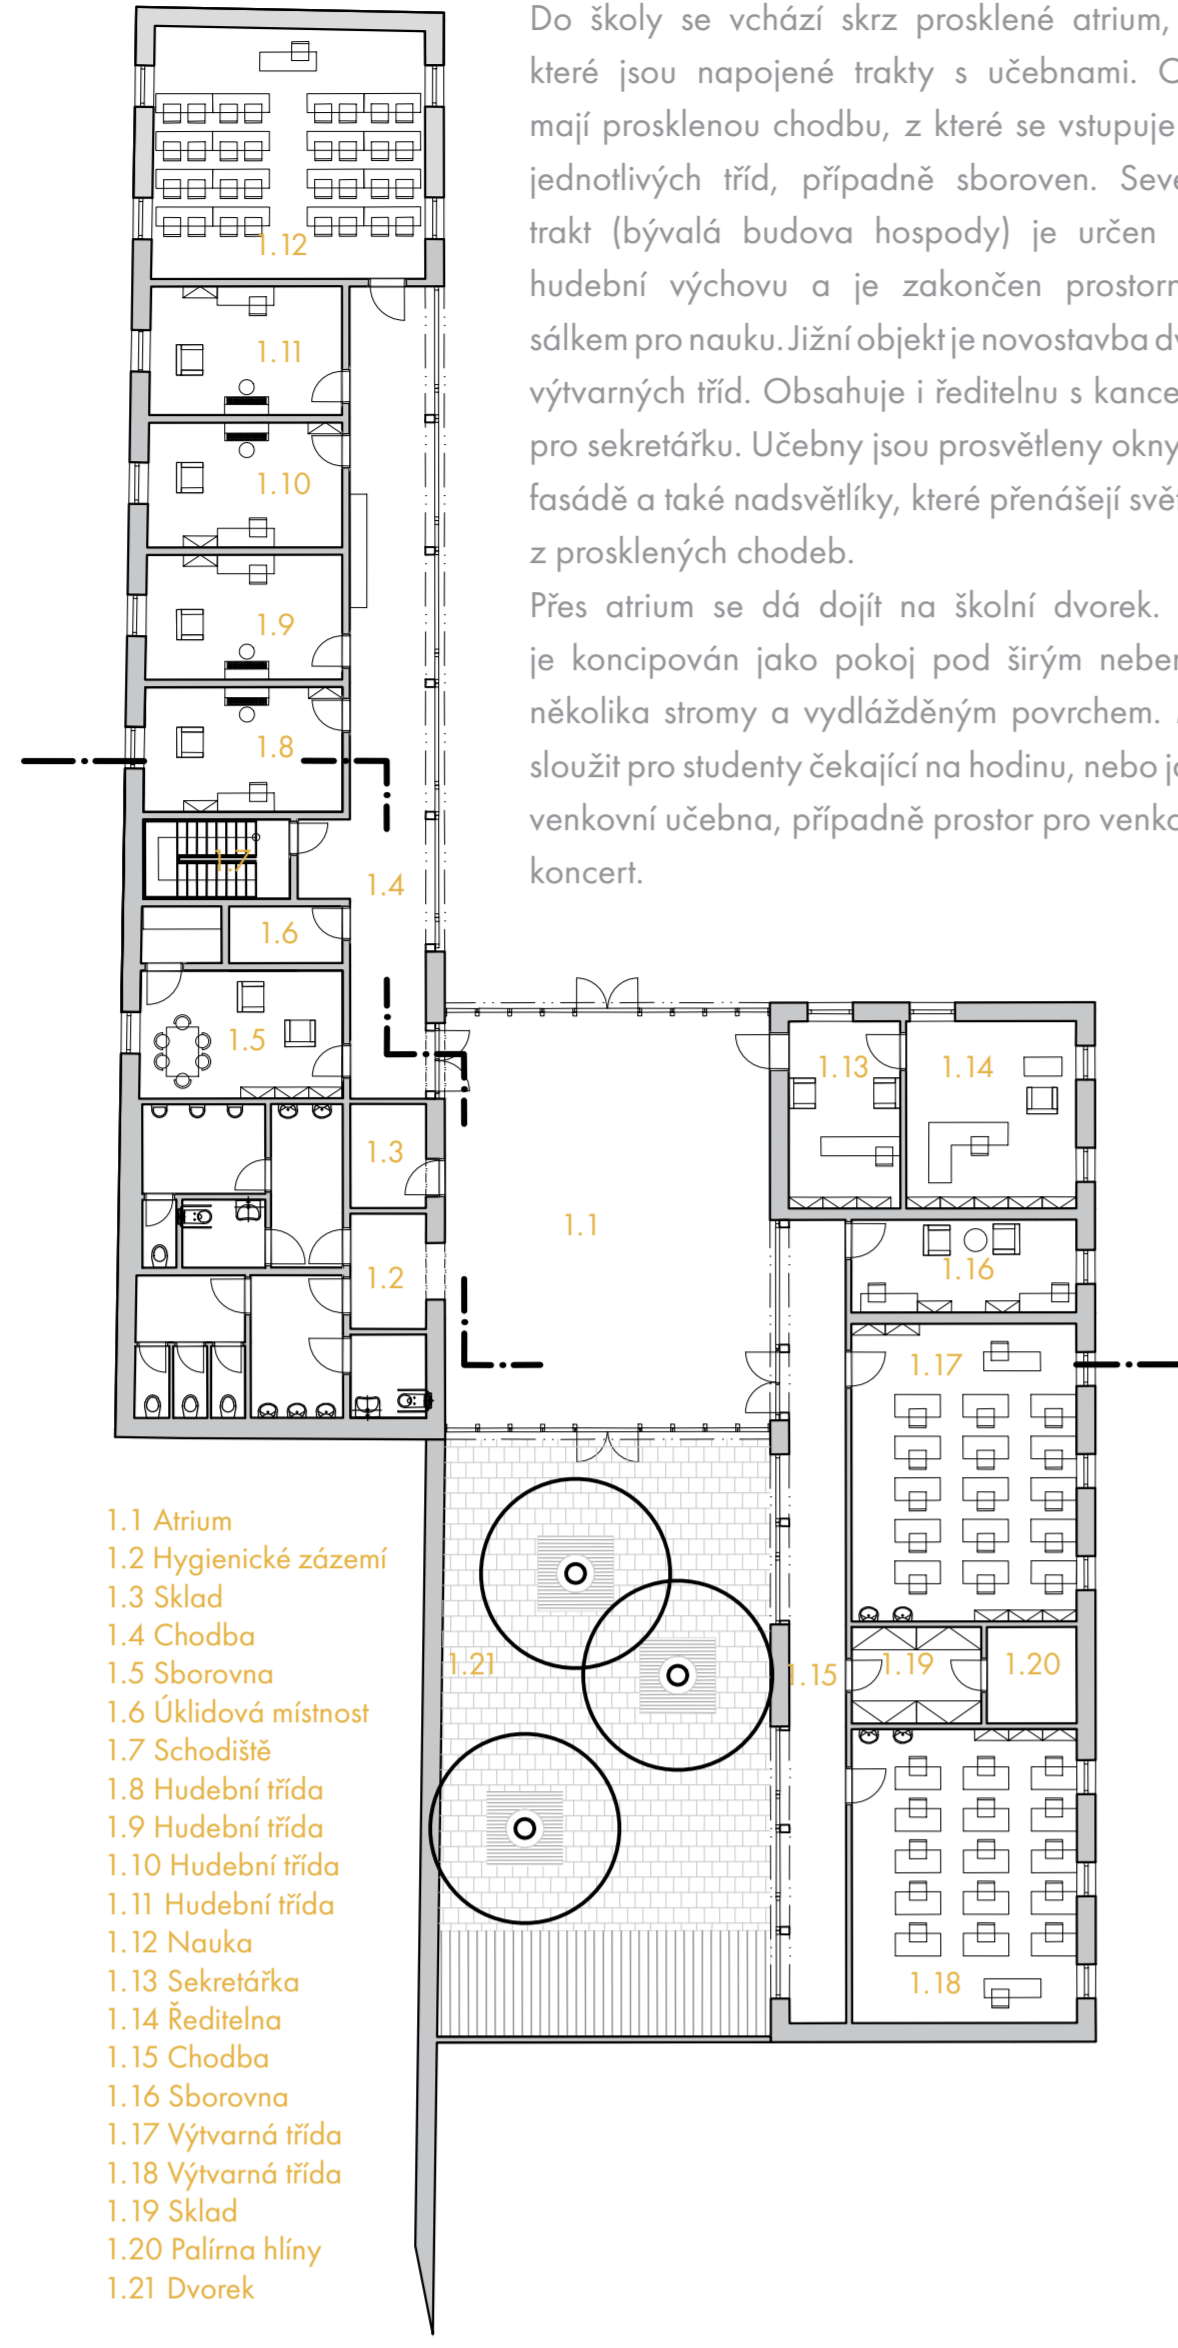 Do školy se vchází skrz prosklené atrium,
které jsou napojené trakty s učebnami.
mají prosklenou chodbu, z které se vstupuje
jednotlivých tříd, případně sboroven.
trakt (bývalá budova hospody) je určen
hudební výchovu a je zakončen
sálkem pro nauku. Jižní objekt je novostavba
výtvarných tříd. Obsahuje i ředitelnu s
pro sekretářku. Učebny jsou prosvětleny okny
fasádě a také nadsvětlíky, které přenášejí
z prosklených chodeb.
Přes atrium se dá dojít na školní dvorek.
je koncipován jako pokoj pod širým
několika stromy a vydlážděným povrchem.
sloužit pro studenty čekající na hodinu, nebo
venkovní učebna, případně prostor pro
koncert.
1.12
1.11
1.10
1.9
1.8
1.7
1.4
1.6
1.5
1.3
1.2
1.1
1.13
1.14
1.16
1.17
1.15
1.19
1.20
1.21
1.18
1.1 Atrium
1.2 Hygienické zázemí
1.3 Sklad
1.4 Chodba
1.5 Sborovna
1.6 Úklidová místnost
1.7 Schodiště
1.8 Hudební třída
1.9 Hudební třída
1.10 Hudební třída
1.11 Hudební třída
1.12 Nauka
1.13 Sekretářka
1.14 Ředitelna
1.15 Chodba
1.16 Sborovna
1.17 Výtvarná třída
1.18 Výtvarná třída
1.19 Sklad
1.20 Palírna hlíny
1.21 Dvorek